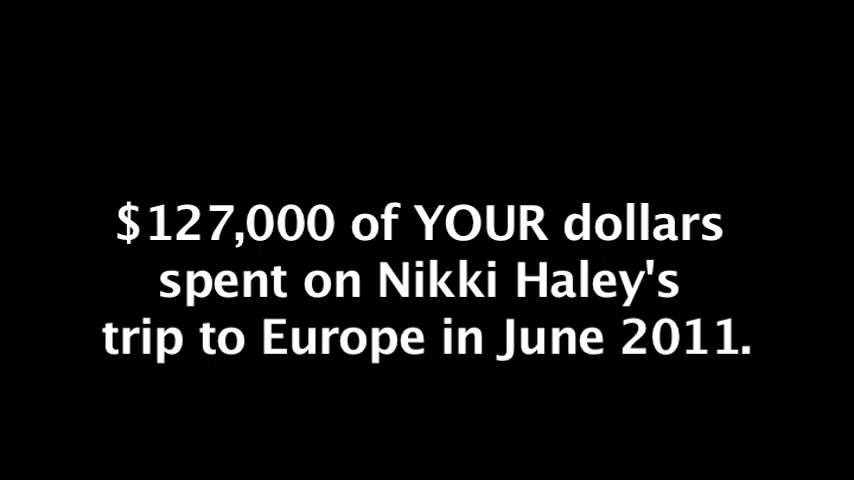 $127,000 of YOUR dollars
spent on Nikki Haley's
trip to Europe in June 2011.